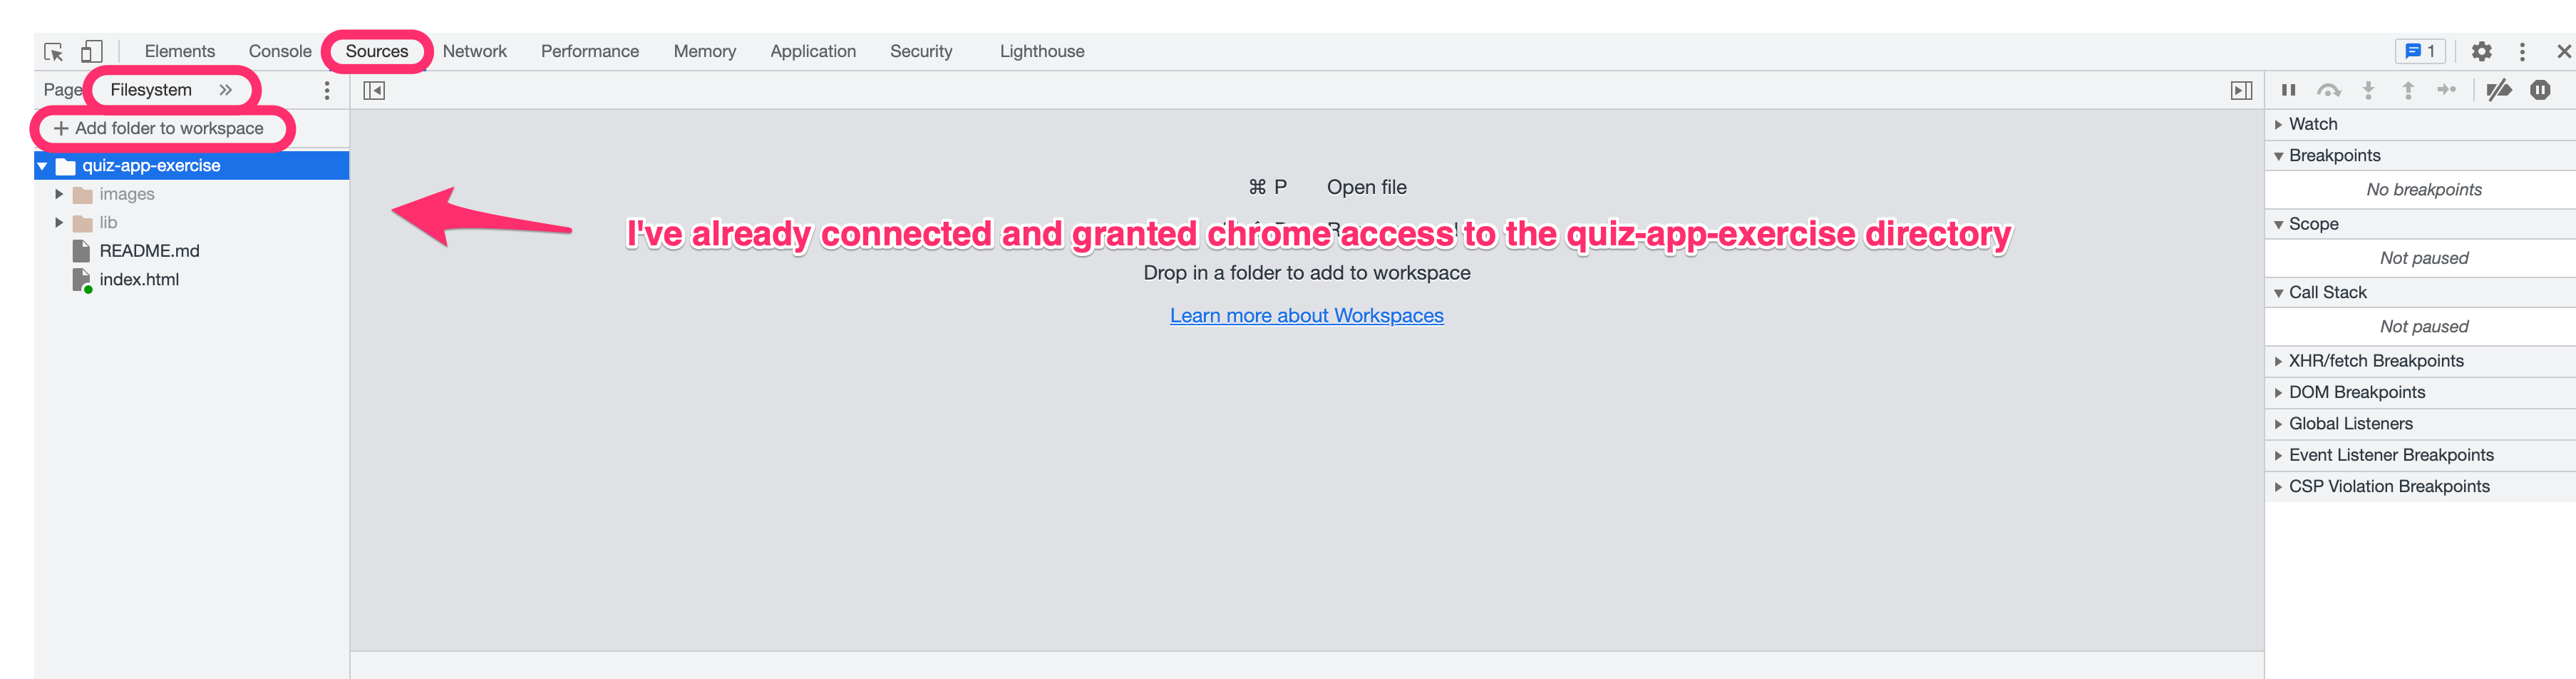 Elements Console Sources Network Performance Memory Application Security Lighthouse 1
Page Filesystem
+ Add folder to workspace
quiz-app-exercise
images
lib
README.md
index.html
⌘ P Open file
I've already connected and granted chrome access to the quiz-app-exercise directory
Drop in a folder to add to workspace
Learn more about Workspaces
Watch
Breakpoints
No breakpoints
Scope
Not paused
Call Stack
Not paused
XHR/fetch Breakpoints
DOM Breakpoints
Global Listeners
Event Listener Breakpoints
CSP Violation Breakpoints